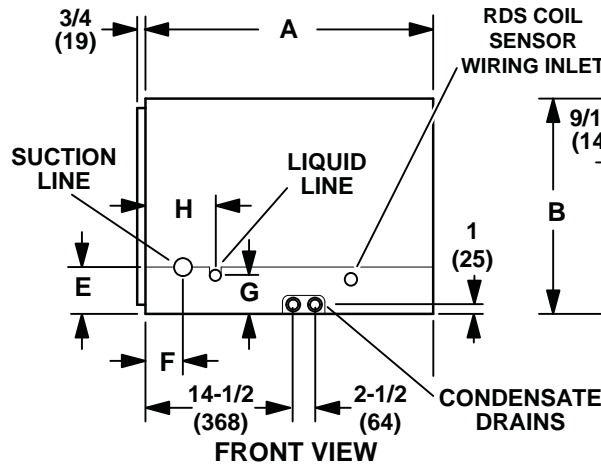 3/4
(19)
A
RDS COIL
SENSOR
WIRING INLET
9/1
(14
SUCTION
LINE
LIQUID
LINE
H
B
1
(25)
E
G
F
14-1/2
(368)
2-1/2
(64)
CONDENSATE
DRAINS
FRONT VIEW